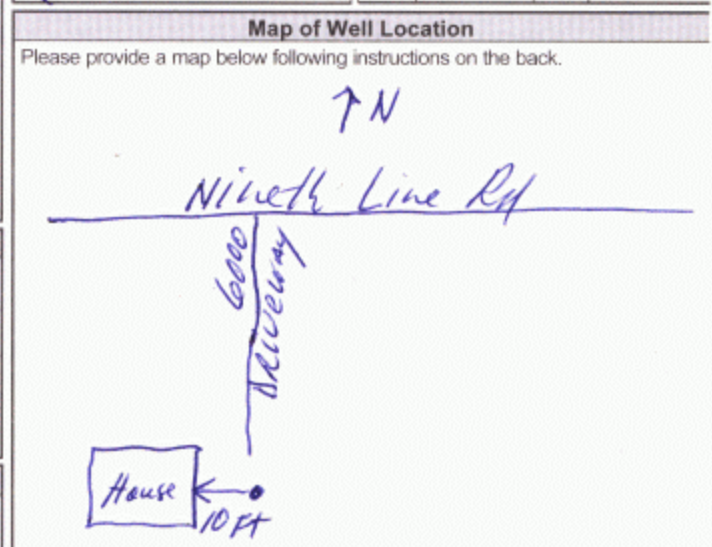 Map of Well Location
Please provide a map below following instructions on the back.
N
Nineth Line Rd
6000
DRIVEWAY
House
10 FT